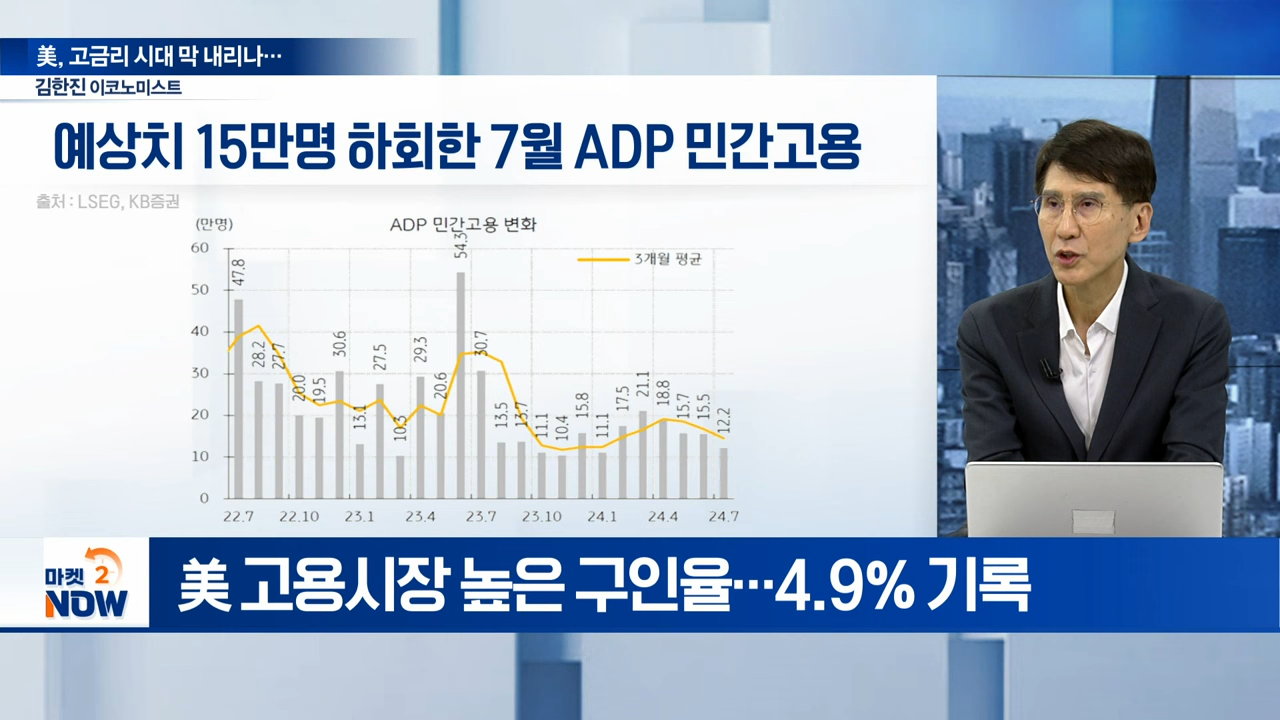 美, 고금리 시대 막 내리나…
김한진 이코노미스트
예상치 15만명 하회한 7월 ADP 민간고용
출처 : LSEG, KB증권
(만명)
ADP 민간고용 변화
3개월 평균
60
50
40
30
20
10
0
47.8
28.2
27.7
20.0
19.5
30.6
13.1
27.5
10.3
29.3
20.6
54.3
30.7
13.5
13.7
11.1
10.4
15.8
11.1
17.5
21.1
18.8
15.7
15.5
12.2
22.7 22.10 23.1 23.4 23.7 23.10 24.1 24.4 24.7
마켓 2
NOW
美 고용시장 높은 구인율…4.9% 기록